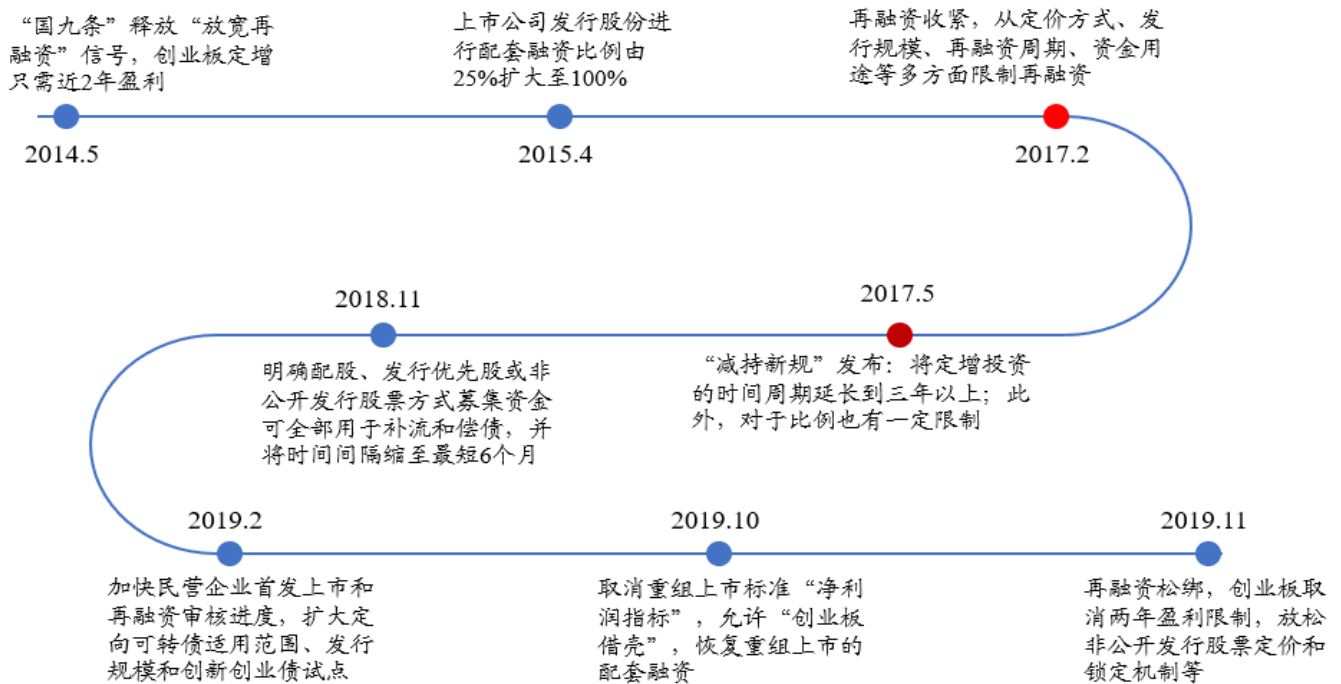 “国九条”释放“放宽再
融资”信号，创业板定增
只需近2年盈利
2014.5
上市公司发行股份进
行配套融资比例由
25%扩大至100%
2015.4
再融资收紧，从定价方式、发
行规模、再融资周期、资金用
途等多方面限制再融资
2017.2
2017.5
“减持新规”发布：将定增投资
的时间周期延长到三年以上；此
外，对于比例也有一定限制
2018.11
明确配股、发行优先股或非
公开发行股票方式募集资金
可全部用于补流和偿债，并
将时间间隔缩至最短6个月
2019.2
加快民营企业首发上市和
再融资审核进度，扩大定
向可转债适用范围、发行
规模和创新创业债试点
2019.10
取消重组上市标准“净利
润指标”，允许“创业板
借壳”，恢复重组上市的
配套融资
2019.11
再融资松绑，创业板取
消两年盈利限制，放松
非公开发行股票定价和
锁定机制等